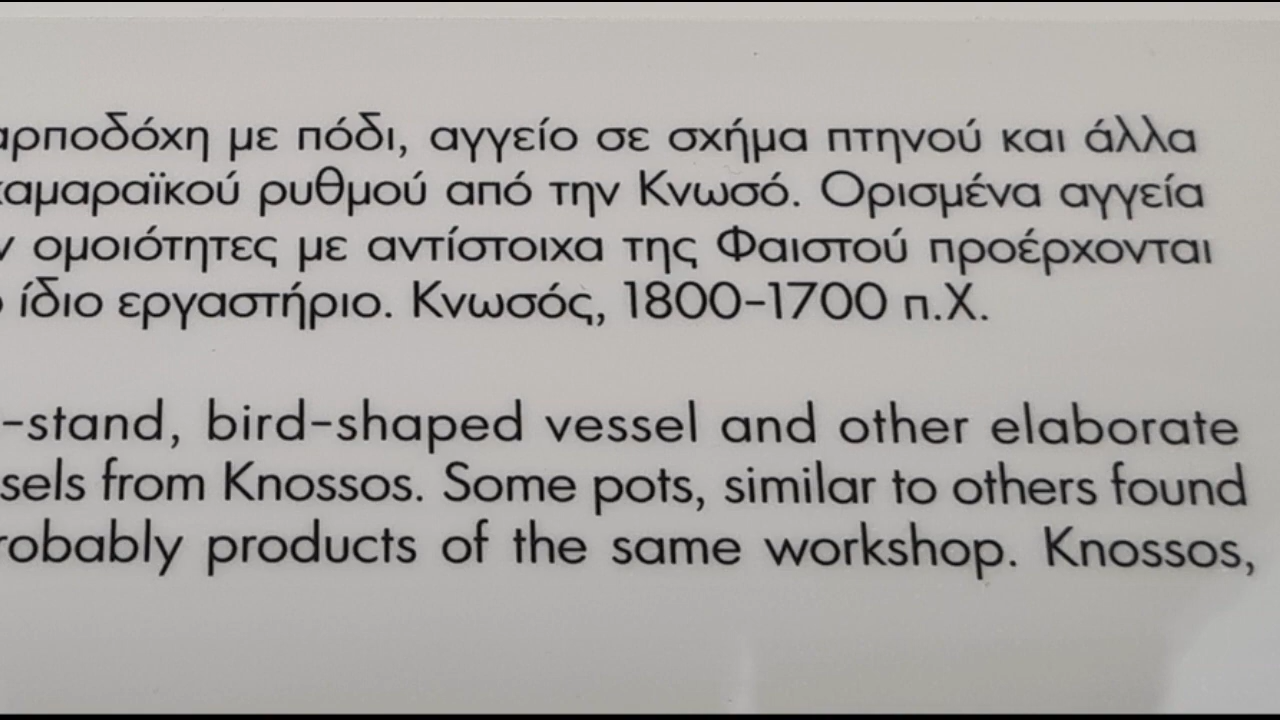 αρποδόχη με πόδι, αγγείο σε σχήμα πτηνού και άλλα
καμαραϊκού ρυθμού από την Κνωσό. Ορισμένα αγγεία
ν ομοιότητες με αντίστοιχα της Φαιστού προέρχονται
ο ίδιο εργαστήριο. Κνωσός, 1800–1700 π.Χ.
-stand, bird-shaped vessel and other elaborate
sels from Knossos. Some pots, similar to others found
robably products of the same workshop. Knossos,